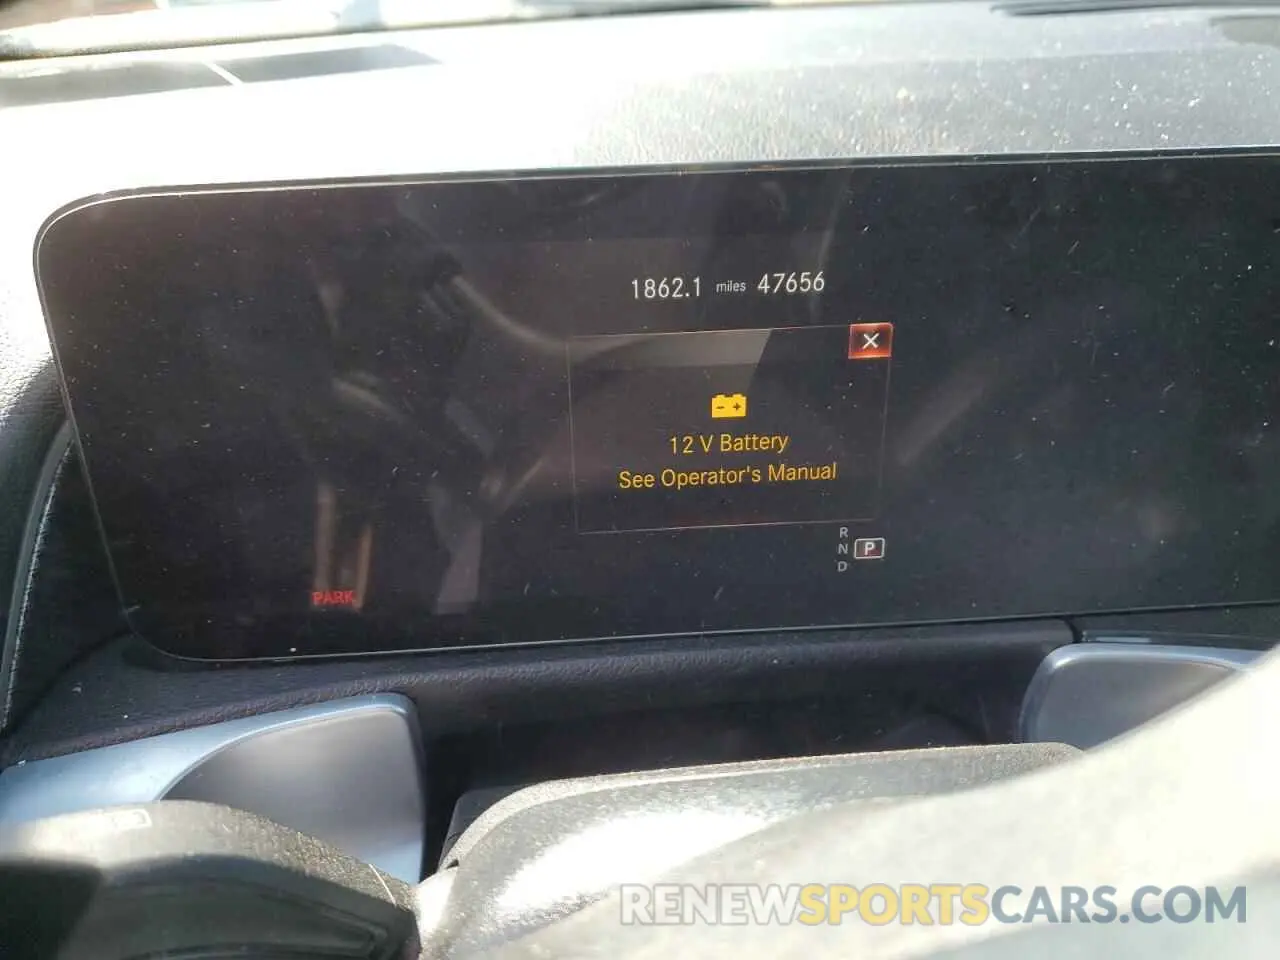 1862.1 miles 47656
12 V Battery
See Operator's Manual
R
N P
D
PARK
RENEWSPORTSCARS.COM